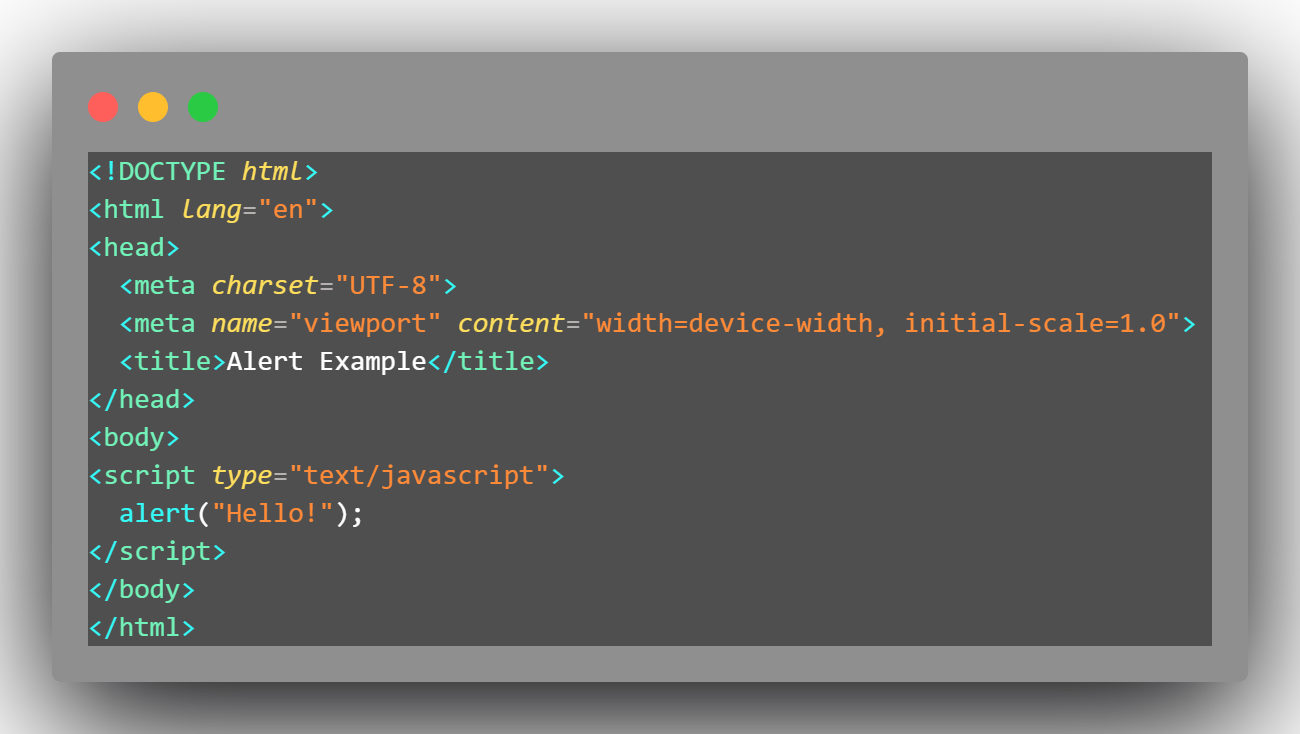 <!DOCTYPE html>
<html lang="en">
<head>
  <meta charset="UTF-8">
  <meta name="viewport" content="width=device-width, initial-scale=1.0">
  <title>Alert Example</title>
</head>
<body>
<script type="text/javascript">
  alert("Hello!");
</script>
</body>
</html>